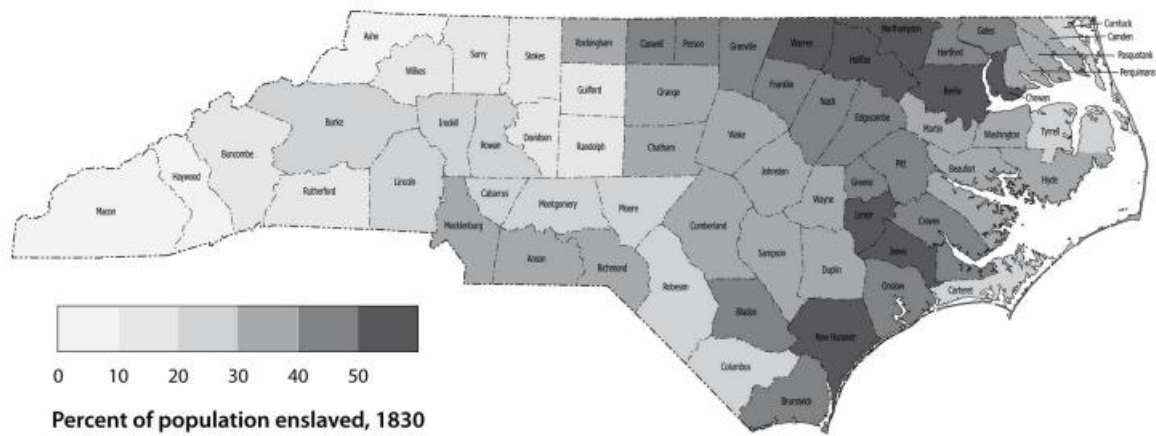 Ashe
Surry
Stokes
Rockingham
Caswell
Person
Granville
Warren
Northampton
Halifax
Hertford
Gates
Currituck
Camden
Pasquotank
Perquimans
Chowan
Wilkes
Guilford
Orange
Franklin
Nash
Edgecombe
Bertie
Martin
Washington
Tyrrell
Burke
Iredell
Rowan
Davidson
Randolph
Chatham
Wake
Johnston
Pitt
Beaufort
Hyde
Buncombe
Haywood
Macon
Rutherford
Lincoln
Cabarrus
Montgomery
Moore
Cumberland
Wayne
Greene
Lenoir
Craven
Jones
Mecklenburg
Anson
Richmond
Robeson
Sampson
Duplin
Onslow
Carteret
Bladen
New Hanover
Columbus
Brunswick
0 10 20 30 40 50
Percent of population enslaved, 1830